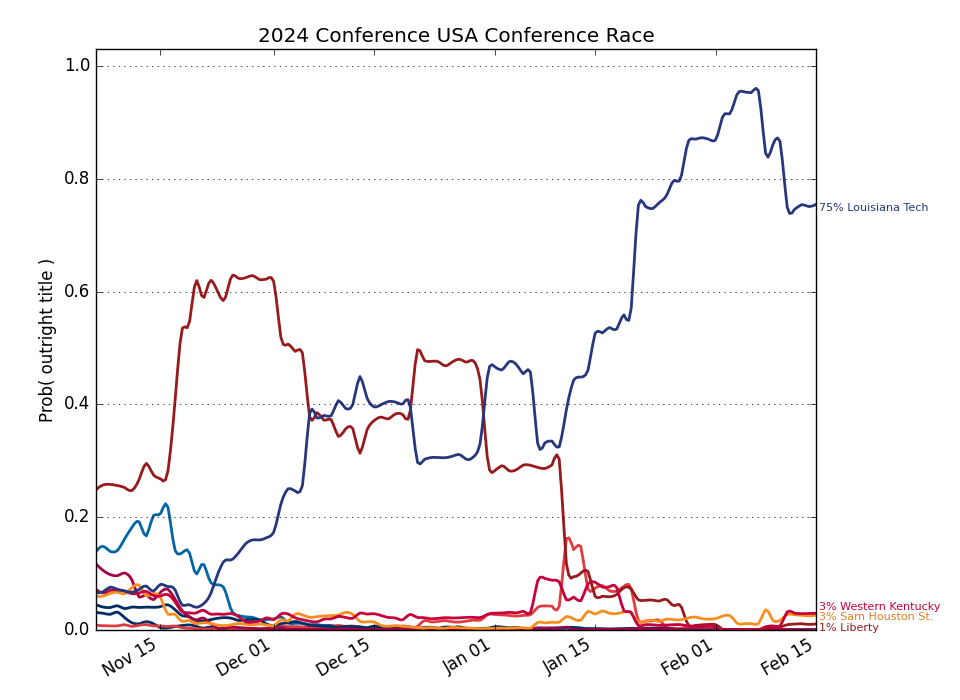 2024 Conference USA Conference Race
Prob( outright title )
1.0
0.8
0.6
0.4
0.2
0.0
75% Louisiana Tech
3% Western Kentucky
3% Sam Houston St.
1% Liberty
Nov 15
Dec 01
Dec 15
Jan 01
Jan 15
Feb 01
Feb 15